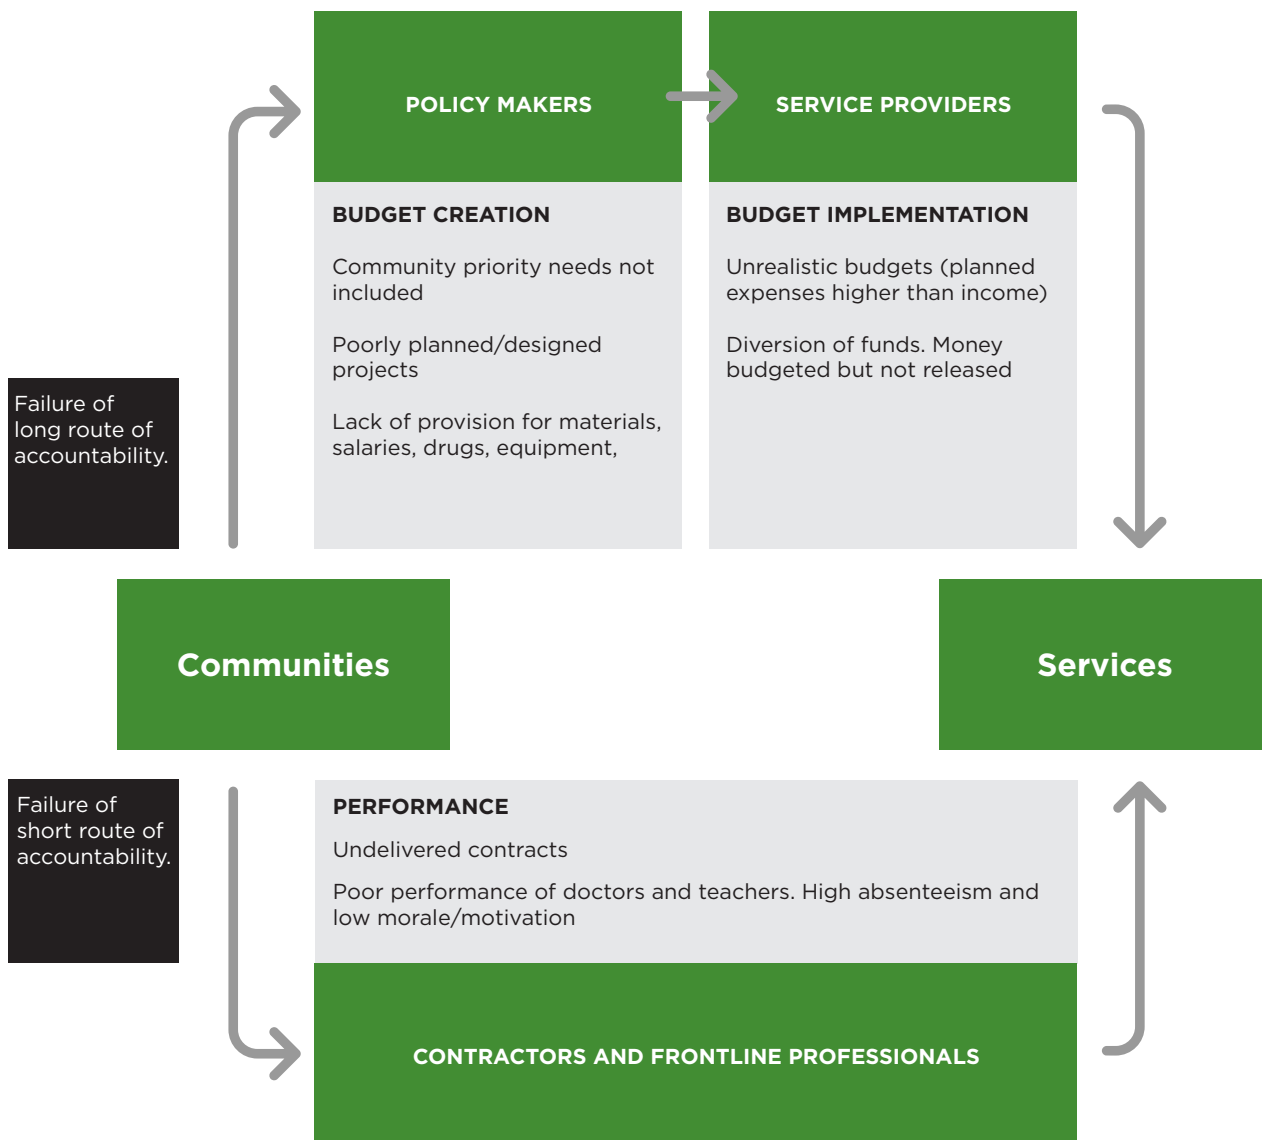 POLICY MAKERS
SERVICE PROVIDERS
BUDGET CREATION
Community priority needs not
included
Poorly planned/designed
projects
Lack of provision for materials,
salaries, drugs, equipment,
BUDGET IMPLEMENTATION
Unrealistic budgets (planned
expenses higher than income)
Diversion of funds. Money
budgeted but not released
Failure of
long route of
accountability.
Communities
Services
Failure of
short route of
accountability.
PERFORMANCE
Undelivered contracts
Poor performance of doctors and teachers. High absenteeism and
low morale/motivation
CONTRACTORS AND FRONTLINE PROFESSIONALS